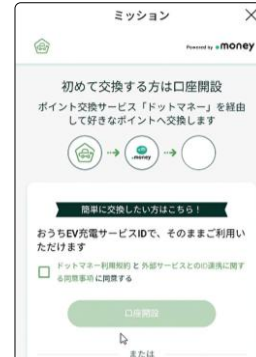 ミッション
Powered by .money
初めて交換する方は口座開設
ポイント交換サービス「ドットマネー」を経由
して好きなポイントへ交換します
.money
簡単に交換したい方はこちら！
おうちEV充電サービスIDで、そのままご利用い
ただけます
ドットマネー利用規約 と 外部サービスとのID連携に関す
る同意事項 に同意する
口座開設
または